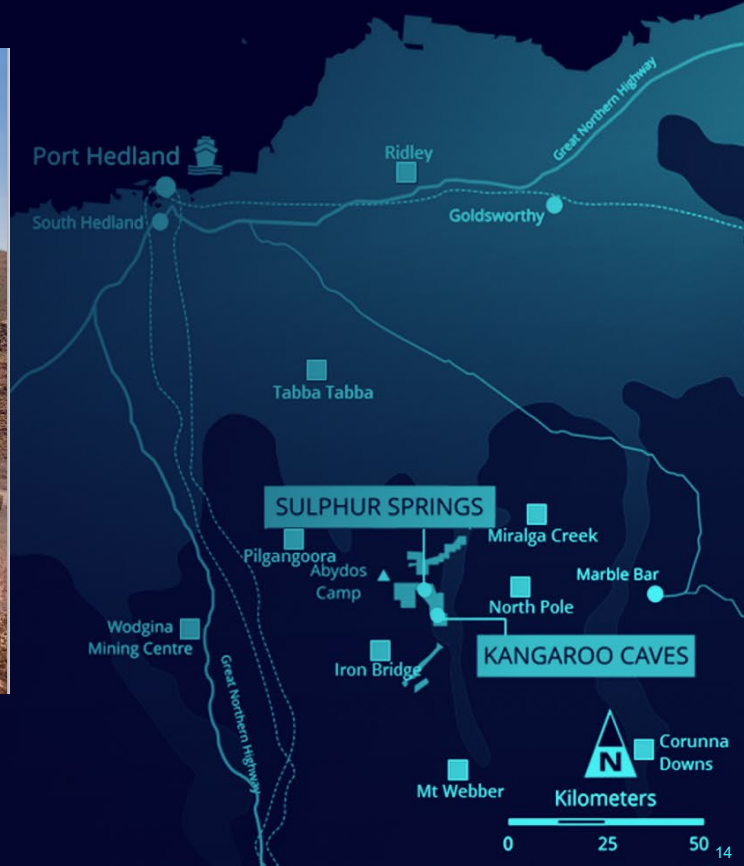 Great Northern Highway
Port Hedland
Ridley
South Hedland
Goldsworthy
Tabba Tabba
SULPHUR SPRINGS
Miralga Creek
Pilgangoora
Abydos
Camp
Marble Bar
North Pole
Wodgina
Mining Centre
Iron Bridge
KANGAROO CAVES
Great Northern Highway
Corunna
Downs
N
Mt Webber
Kilometers
0 25 50
14